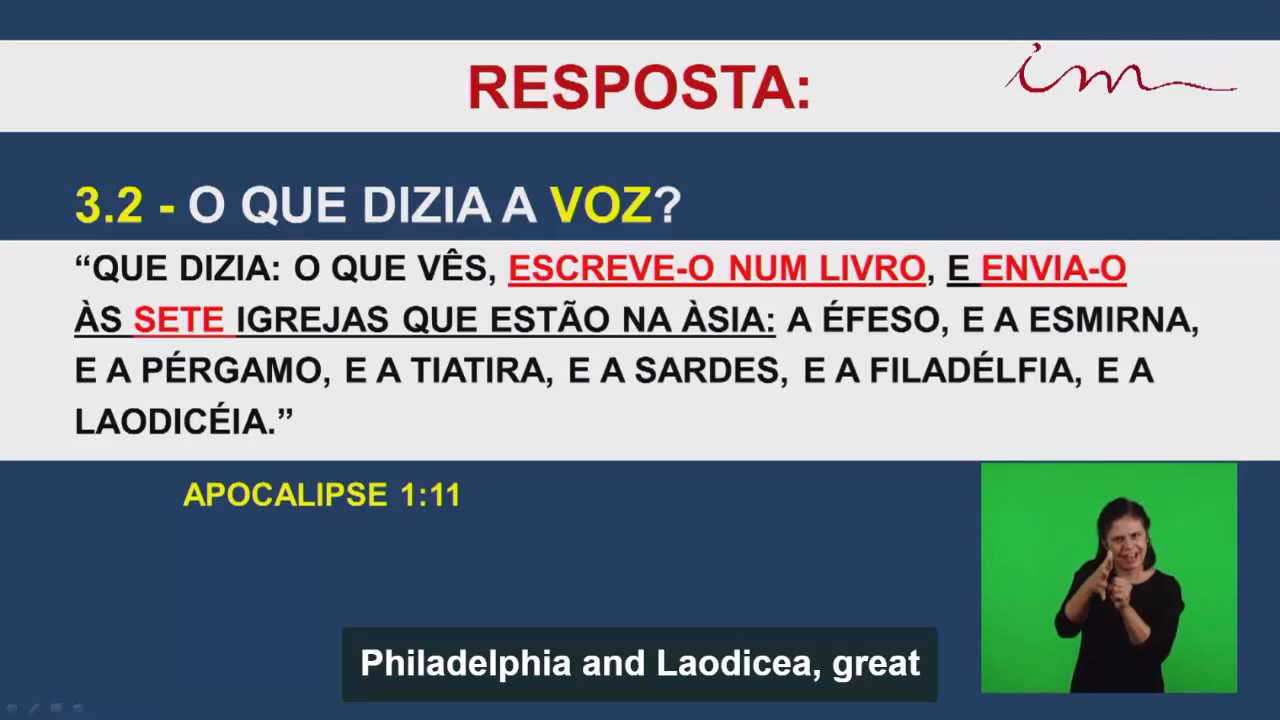 RESPOSTA:
im
3.2 - O QUE DIZIA A VOZ?
“QUE DIZIA: O QUE VÊS, ESCREVE-O NUM LIVRO, E ENVIA-O
ÀS SETE IGREJAS QUE ESTÃO NA ÀSIA: A ÉFESO, E A ESMIRNA,
E A PÉRGAMO, E A TIATIRA, E A SARDES, E A FILADÉLFIA, E A
LAODICÉIA.”
APOCALIPSE 1:11
Philadelphia and Laodicea, great